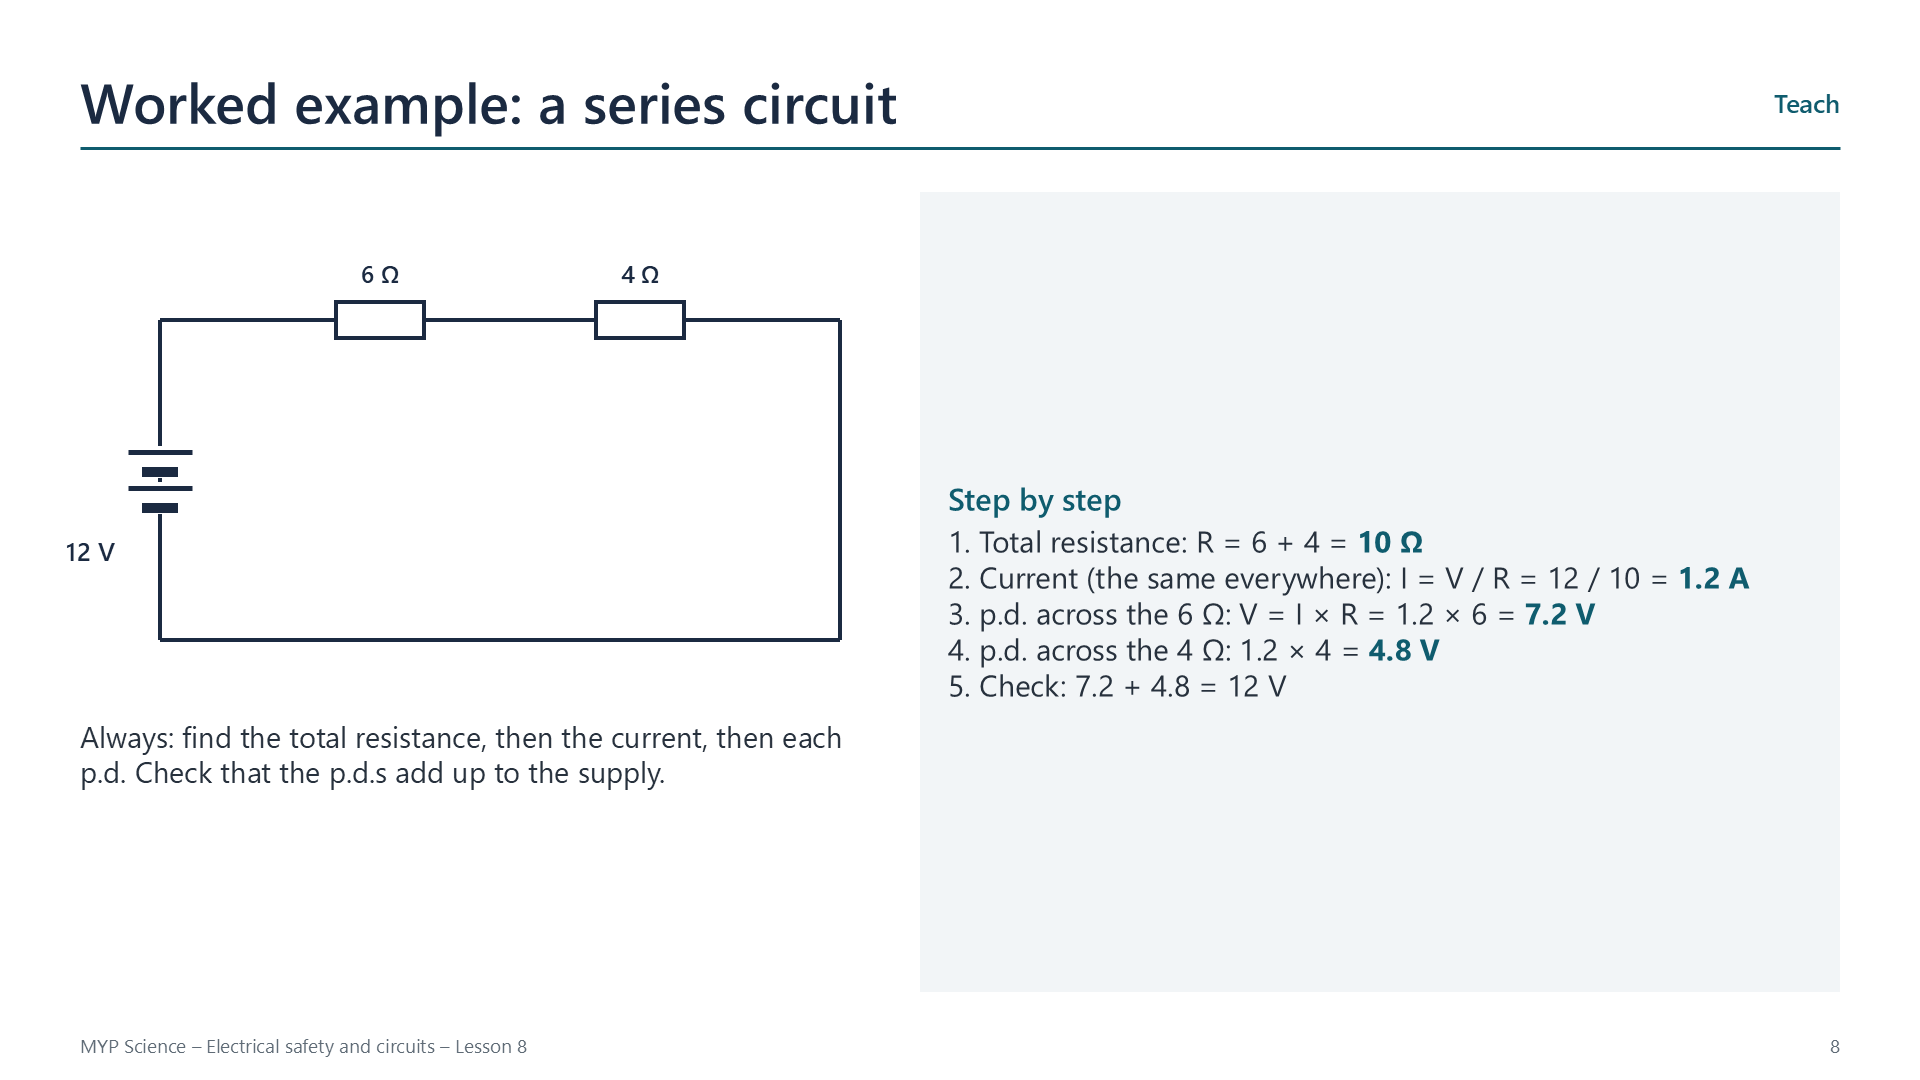 Worked example: a series circuit
Teach
6 Ω
4 Ω
12 V
Always: find the total resistance, then the current, then each
p.d. Check that the p.d.s add up to the supply.
Step by step
1. Total resistance: R = 6 + 4 = 10 Ω
2. Current (the same everywhere): I = V / R = 12 / 10 = 1.2 A
3. p.d. across the 6 Ω: V = I × R = 1.2 × 6 = 7.2 V
4. p.d. across the 4 Ω: 1.2 × 4 = 4.8 V
5. Check: 7.2 + 4.8 = 12 V
MYP Science – Electrical safety and circuits – Lesson 8
8